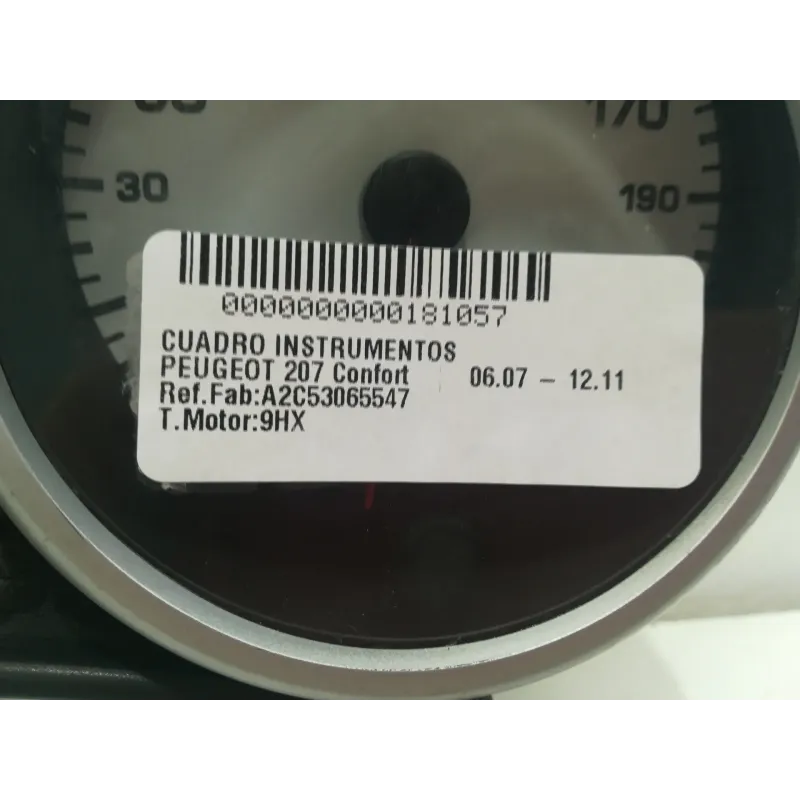 170
30
190
0000000000181057
CUADRO INSTRUMENTOS
PEUGEOT 207 Confort 06.07 - 12.11
Ref.Fab:A2C53065547
T.Motor:9HX